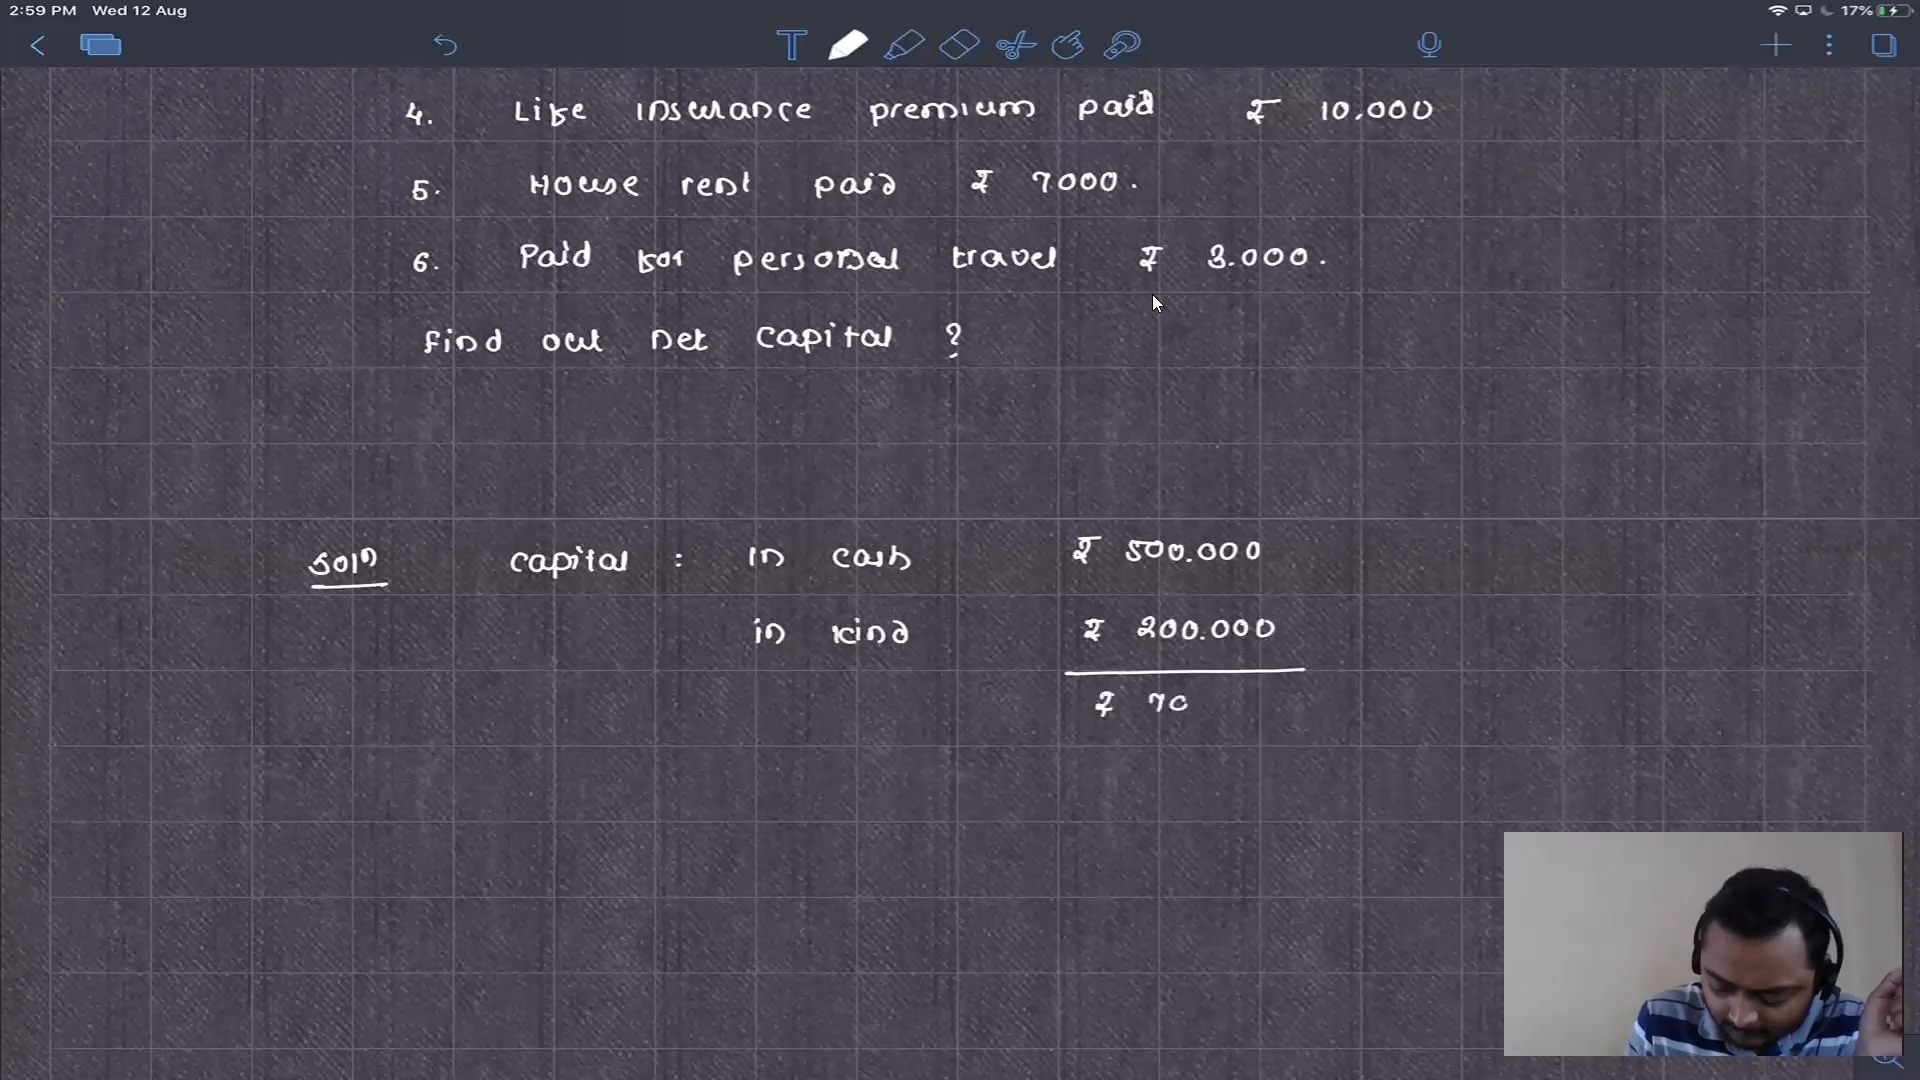 2:59 PM Wed 12 Aug 17%
4. Life insurance premium paid ₹ 10,000
5. House rent paid ₹ 7000.
6. Paid for personal travel ₹ 3,000.
Find out net capital ?
Soln capital : in cash ₹ 500,000
in kind ₹ 200,000
₹ 70